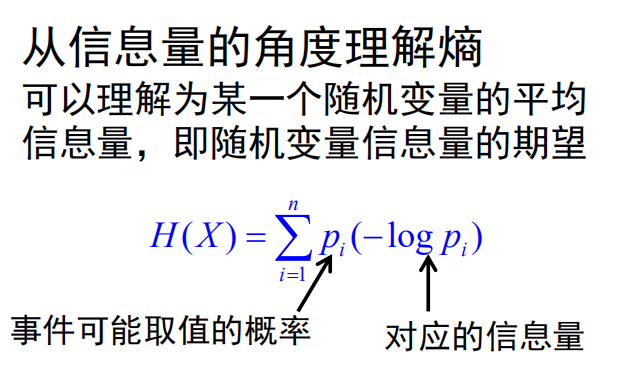 从信息量的角度理解熵
可以理解为某一个随机变量的平均
信息量，即随机变量信息量的期望
H(X) = \sum_{i=1}^{n} p_i(-\log p_i)
事件可能取值的概率
对应的信息量